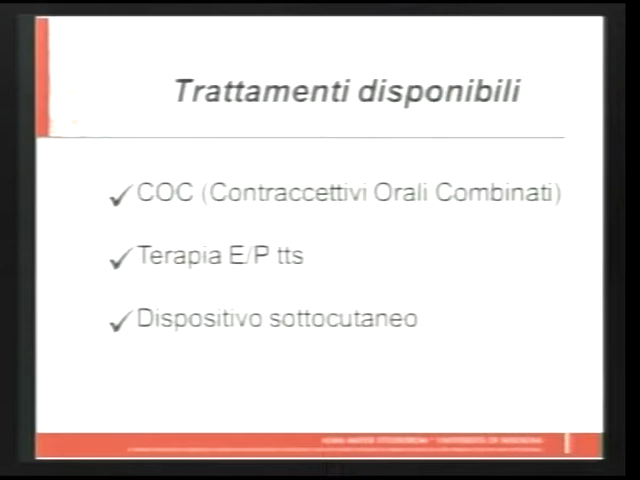 Trattamenti disponibili
COC (Contraccettivi Orali Combinati)
Terapia E/P tts
Dispositivo sottocutaneo